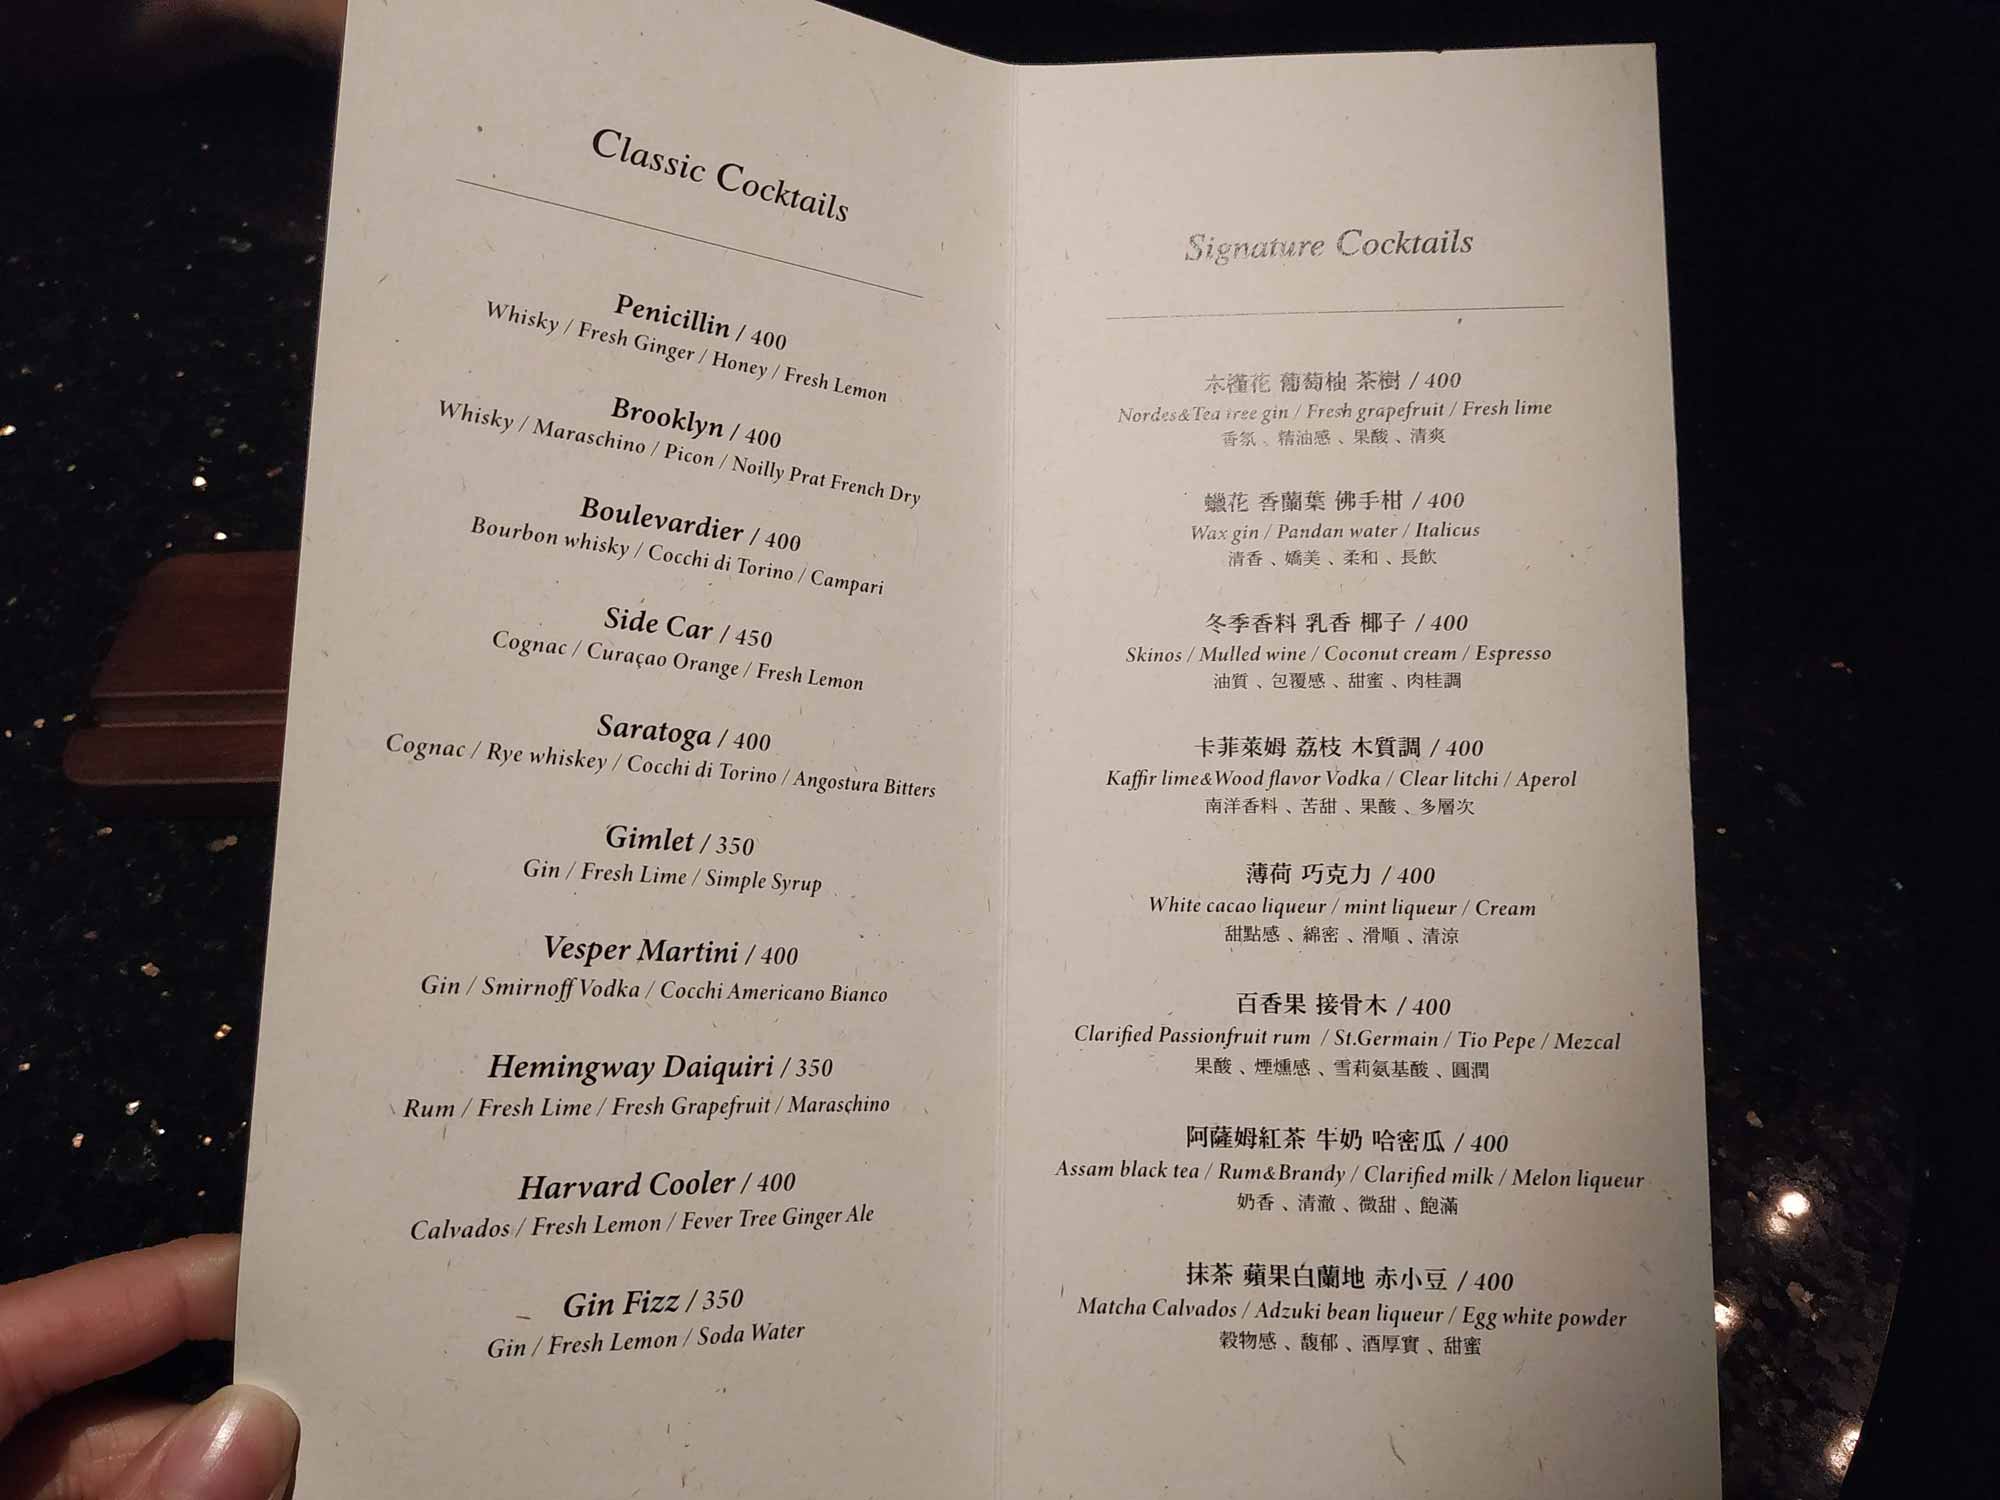 Classic Cocktails
Penicillin / 400
Whisky / Fresh Ginger / Honey / Fresh Lemon
Brooklyn / 400
Whisky / Maraschino / Picon / Noilly Prat French Dry
Boulevardier / 400
Bourbon whisky / Cocchi di Torino / Campari
Side Car / 450
Cognac / Curaçao Orange / Fresh Lemon
Saratoga / 400
Cognac / Rye whiskey / Cocchi di Torino / Angostura Bitters
Gimlet / 350
Gin / Fresh Lime / Simple Syrup
Vesper Martini / 400
Gin / Smirnoff Vodka / Cocchi Americano Bianco
Hemingway Daiquiri / 350
Rum / Fresh Lime / Fresh Grapefruit / Maraschino
Harvard Cooler / 400
Calvados / Fresh Lemon / Fever Tree Ginger Ale
Gin Fizz / 350
Gin / Fresh Lemon / Soda Water
Signature Cocktails
木槿花 葡萄柚 茶樹 / 400
Nordes&Tea tree gin / Fresh grapefruit / Fresh lime
香氛、精油感、果酸、清爽
蠟花 香蘭葉 佛手柑 / 400
Wax gin / Pandan water / Italicus
清香、嬌美、柔和、長飲
冬季香料 乳香 椰子 / 400
Skinos / Mulled wine / Coconut cream / Espresso
油質、包覆感、甜蜜、肉桂調
卡菲萊姆 荔枝 木質調 / 400
Kaffir lime&Wood flavor Vodka / Clear litchi / Aperol
南洋香料、苦甜、果酸、多層次
薄荷 巧克力 / 400
White cacao liqueur / mint liqueur / Cream
甜點感、綿密、滑順、清涼
百香果 接骨木 / 400
Clarified Passionfruit rum / St.Germain / Tio Pepe / Mezcal
果酸、煙燻感、雪莉氨基酸、圓潤
阿薩姆紅茶 牛奶 哈密瓜 / 400
Assam black tea / Rum&Brandy / Clarified milk / Melon liqueur
奶香、清澈、微甜、飽滿
抹茶 蘋果白蘭地 赤小豆 / 400
Matcha Calvados / Adzuki bean liqueur / Egg white powder
穀物感、馥郁、酒厚實、甜蜜